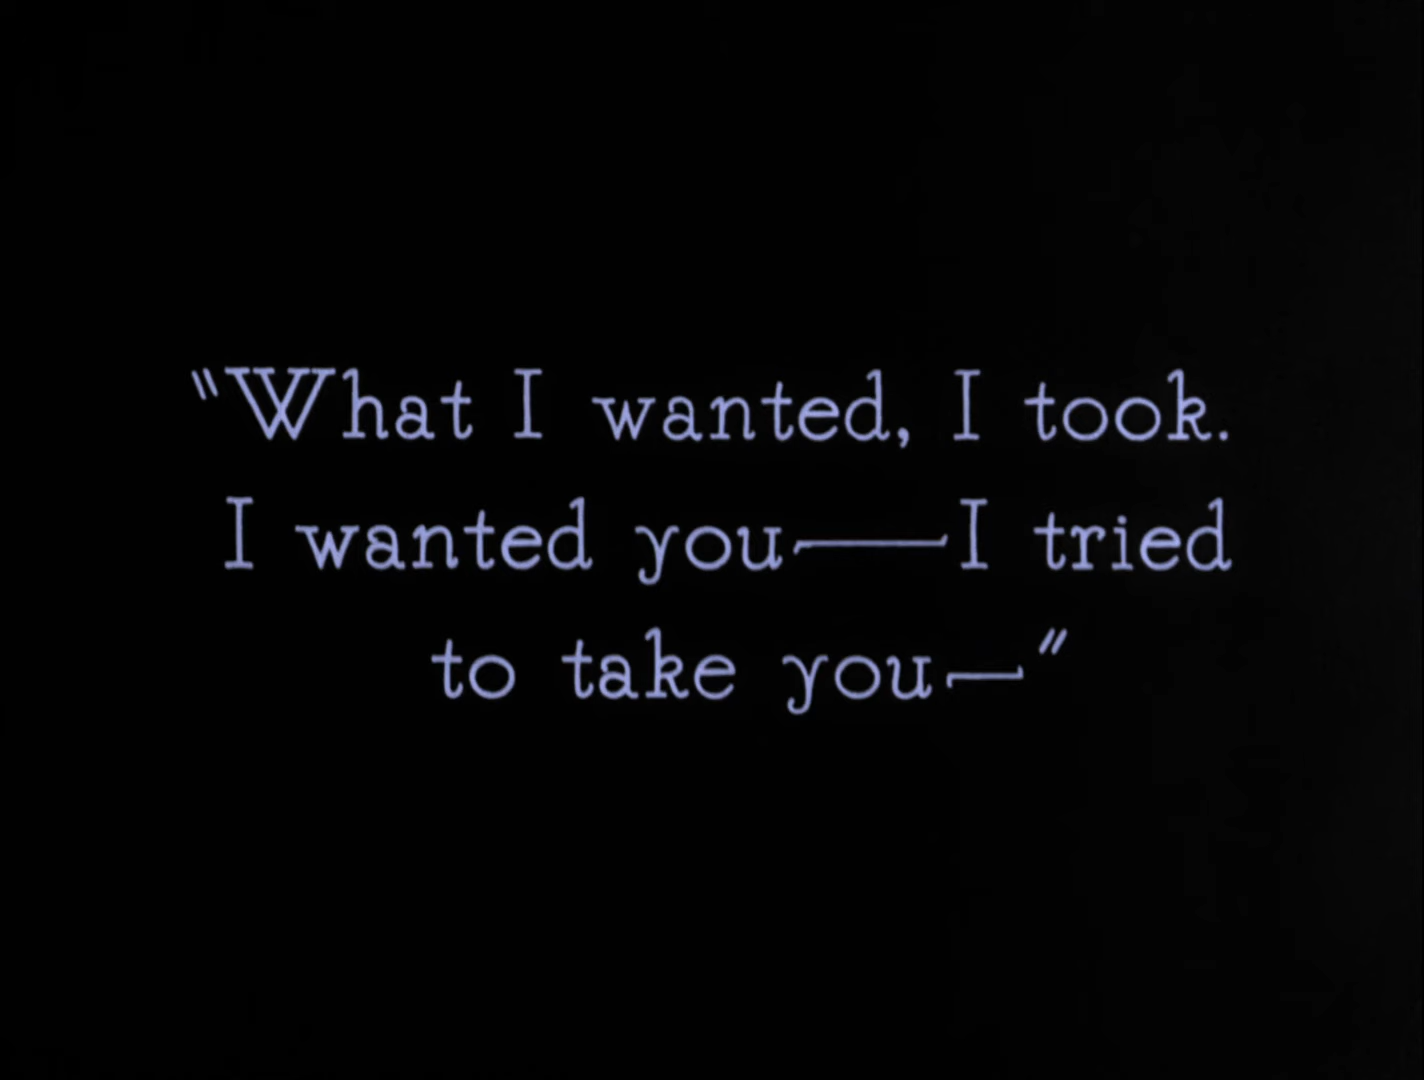 "What I wanted, I took.
I wanted you——I tried
to take you—"